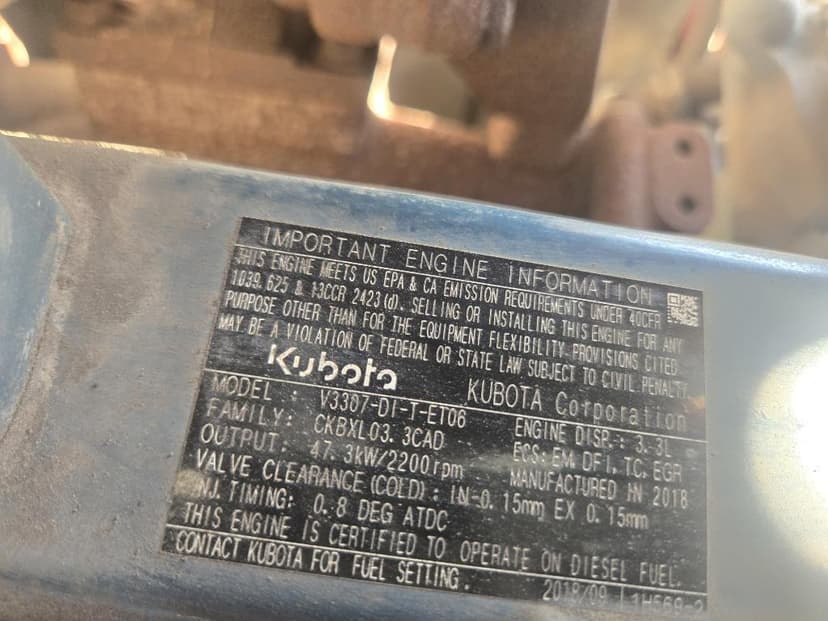 IMPORTANT ENGINE INFORMATION
THIS ENGINE MEETS US EPA & CA EMISSION REQUIREMENTS UNDER 40CFR
1039.625 & 13CCR 2423(d). SELLING OR INSTALLING THIS ENGINE FOR ANY
PURPOSE OTHER THAN FOR THE EQUIPMENT FLEXIBILITY PROVISIONS CITED
MAY BE A VIOLATION OF FEDERAL OR STATE LAW SUBJECT TO CIVIL PENALTY.
Kubota KUBOTA Corporation
MODEL : V3307-DI-T-ET06 ENGINE DISP.: 3.3L
FAMILY: CKBXL03.3CAD ECS: EM, DFI, TC, EGR
OUTPUT: 47.3kW/2200rpm MANUFACTURED IN 2018
VALVE CLEARANCE (COLD): IN 0.15mm EX 0.15mm
INJ. TIMING: 0.8 DEG ATDC
THIS ENGINE IS CERTIFIED TO OPERATE ON DIESEL FUEL.
CONTACT KUBOTA FOR FUEL SETTING. 2018/09 1H569-2